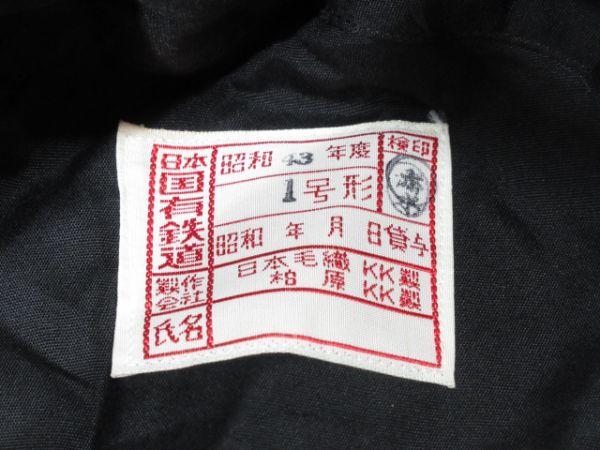 日本国有鉄道
昭和43年度
検印
1号形
昭和 年 月 日貸与
製作会社
日本毛織KK製
柏原KK製
氏名